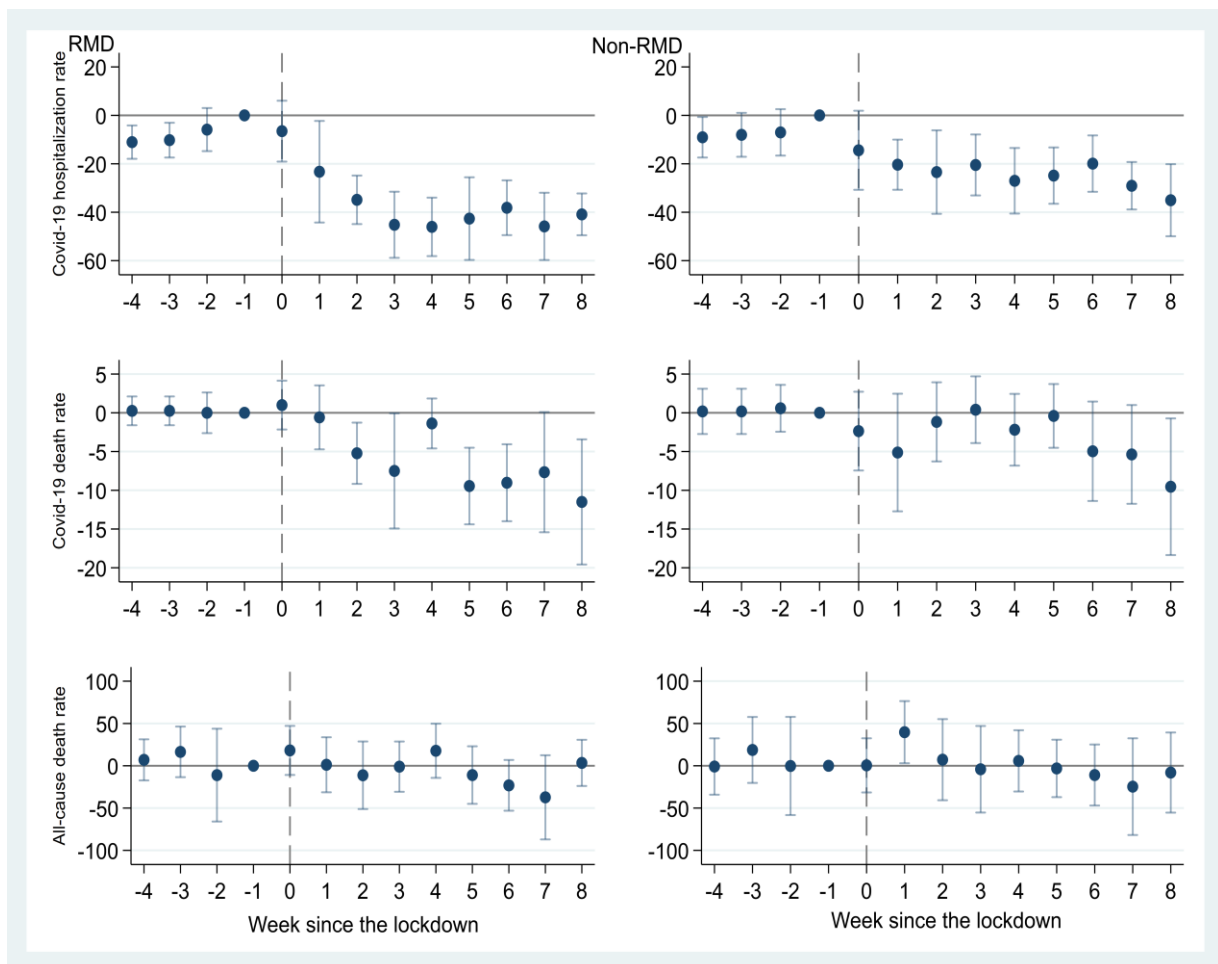 RMD
Covid-19 hospitalization rate
20
0
-20
-40
-60
-4 -3 -2 -1 0 1 2 3 4 5 6 7 8
Non-RMD
20
0
-20
-40
-60
-4 -3 -2 -1 0 1 2 3 4 5 6 7 8
Covid-19 death rate
5
0
-5
-10
-15
-20
-4 -3 -2 -1 0 1 2 3 4 5 6 7 8
5
0
-5
-10
-15
-20
-4 -3 -2 -1 0 1 2 3 4 5 6 7 8
All-cause death rate
100
50
0
-50
-100
-4 -3 -2 -1 0 1 2 3 4 5 6 7 8
Week since the lockdown
100
50
0
-50
-100
-4 -3 -2 -1 0 1 2 3 4 5 6 7 8
Week since the lockdown